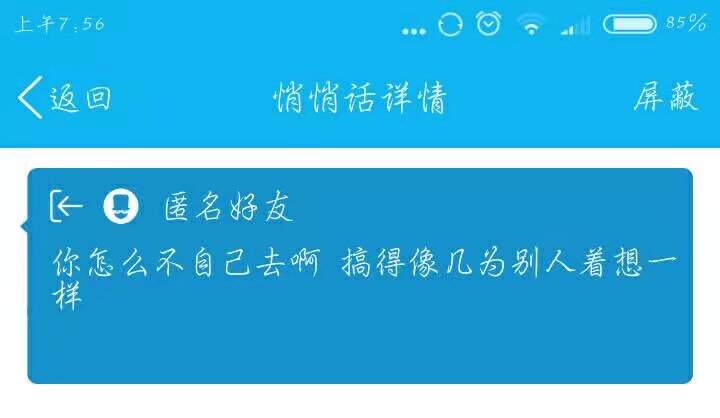 上午7:56
85%
返回
悄悄话详情
屏蔽
匿名好友
你怎么不自己去啊 搞得像几为别人着想一
样